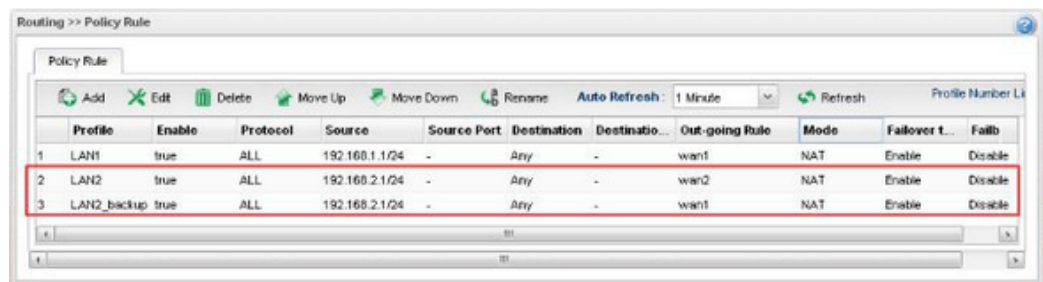 Routing >> Policy Rule
Policy Rule
Add Edit Delete Move Up Move Down Rename Auto Refresh : 1 Minute Refresh Profile Number Li
Profile Enable Protocol Source Source Port Destination Destinatio... Out-going Rule Mode Failover t... Failb
1 LAN1 true ALL 192.168.1.1/24 - Any - wan1 NAT Enable Disable
2 LAN2 true ALL 192.168.2.1/24 - Any - wan2 NAT Enable Disable
3 LAN2_backup true ALL 192.168.2.1/24 - Any - wan1 NAT Enable Disable